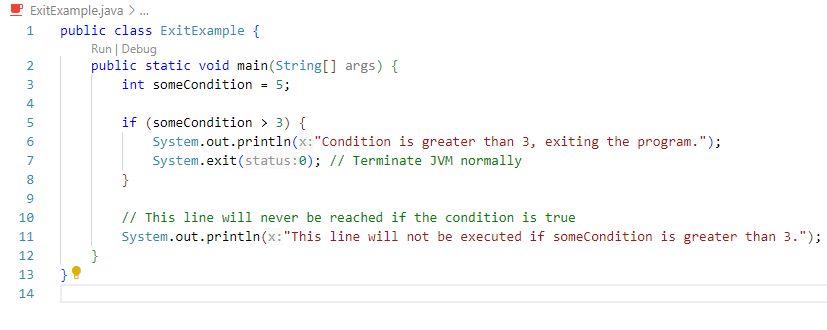 ExitExample.java > ...
1 public class ExitExample {
Run | Debug
2     public static void main(String[] args) {
3         int someCondition = 5;
4
5         if (someCondition > 3) {
6             System.out.println(x:"Condition is greater than 3, exiting the program.");
7             System.exit(status:0); // Terminate JVM normally
8         }
9
10         // This line will never be reached if the condition is true
11         System.out.println(x:"This line will not be executed if someCondition is greater than 3.");
12     }
13 }
14